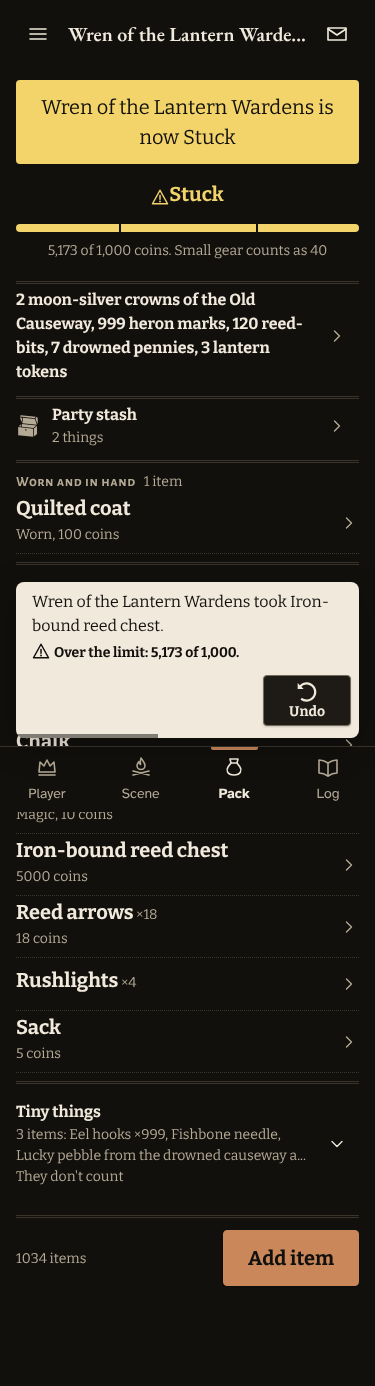 Wren of the Lantern Warde...
Wren of the Lantern Wardens is
now Stuck
Stuck
5,173 of 1,000 coins. Small gear counts as 40
2 moon-silver crowns of the Old
Causeway, 999 heron marks, 120 reed-
bits, 7 drowned pennies, 3 lantern
tokens
Party stash
2 things
WORN AND IN HAND 1 item
Quilted coat
Worn, 100 coins
Wren of the Lantern Wardens took Iron-
bound reed chest.
Over the limit: 5,173 of 1,000.
Undo
Chalk
Player
Scene
Pack
Log
Magic, 10 coins
Iron-bound reed chest
5000 coins
Reed arrows ×18
18 coins
Rushlights ×4
Sack
5 coins
Tiny things
3 items: Eel hooks ×999, Fishbone needle,
Lucky pebble from the drowned causeway a...
They don't count
1034 items
Add item